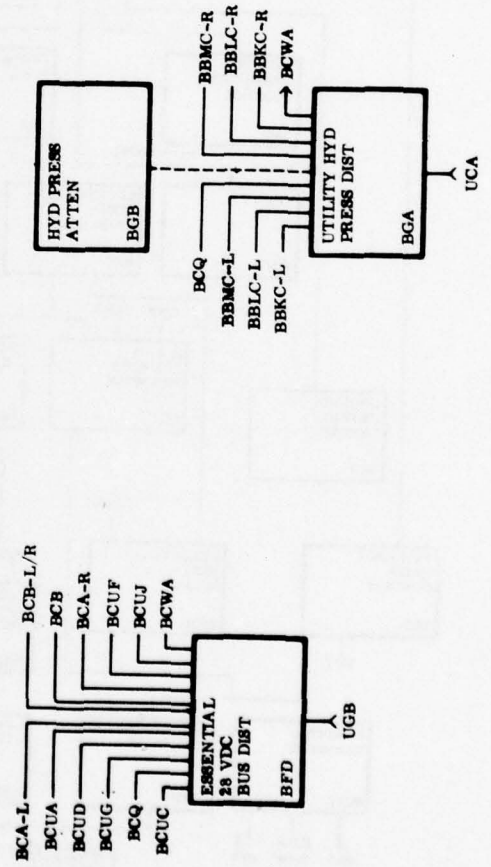 BCA-L
BCUA
BCUD
BCUG
BCQ
BCUC
BCB-L/R
BCB
BCA-R
BCUF
BCUJ
BCWA
ESSENTIAL
28 VDC
BUS DIST
BFD
UGB
HYD PRESS
ATTEN
BGB
BCQ
BBMC-L
BBLC-L
BBKC-L
BBMC-R
BBLC-R
BBKC-R
BCWA
UTILITY HYD
PRESS DIST
BGA
UCA